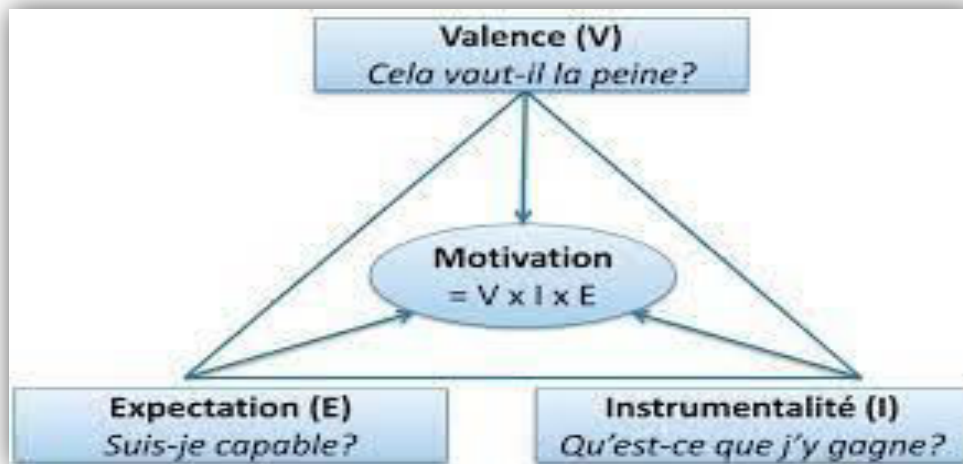 Valence (V)
Cela vaut-il la peine?
Motivation
= V x I x E
Expectation (E)
Suis-je capable?
Instrumentalité (I)
Qu'est-ce que j'y gagne?